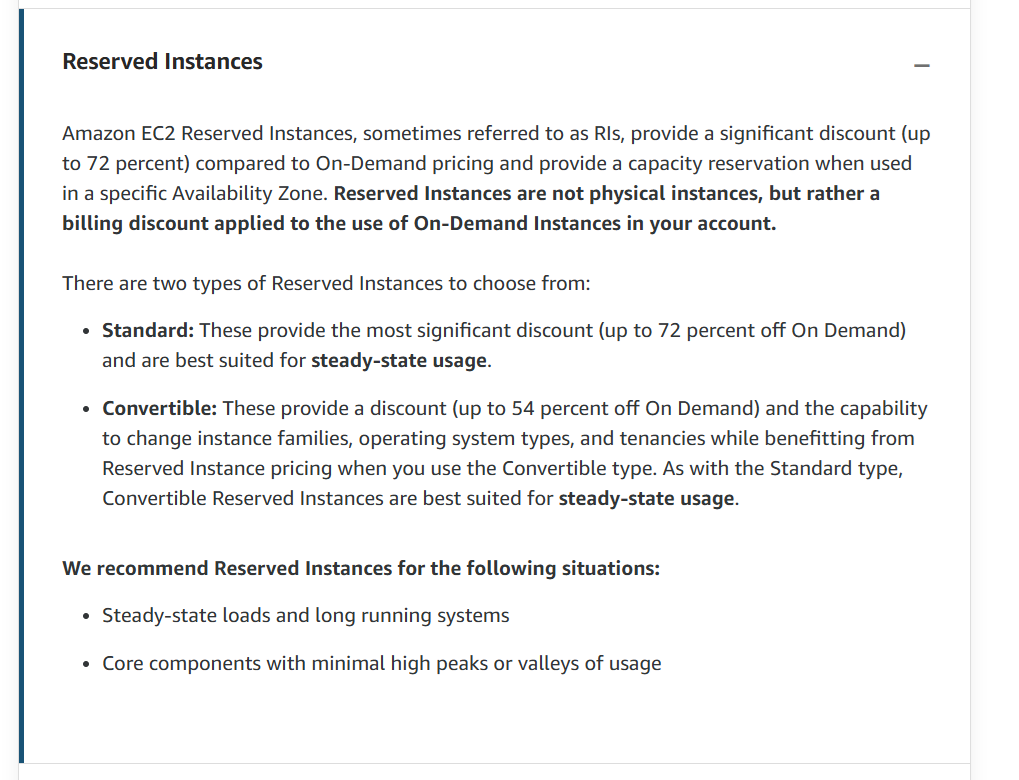 Reserved Instances
Amazon EC2 Reserved Instances, sometimes referred to as RIs, provide a significant discount (up
to 72 percent) compared to On-Demand pricing and provide a capacity reservation when used
in a specific Availability Zone. Reserved Instances are not physical instances, but rather a
billing discount applied to the use of On-Demand Instances in your account.
There are two types of Reserved Instances to choose from:
• Standard: These provide the most significant discount (up to 72 percent off On Demand)
and are best suited for steady-state usage.
• Convertible: These provide a discount (up to 54 percent off On Demand) and the capability
to change instance families, operating system types, and tenancies while benefitting from
Reserved Instance pricing when you use the Convertible type. As with the Standard type,
Convertible Reserved Instances are best suited for steady-state usage.
We recommend Reserved Instances for the following situations:
• Steady-state loads and long running systems
• Core components with minimal high peaks or valleys of usage